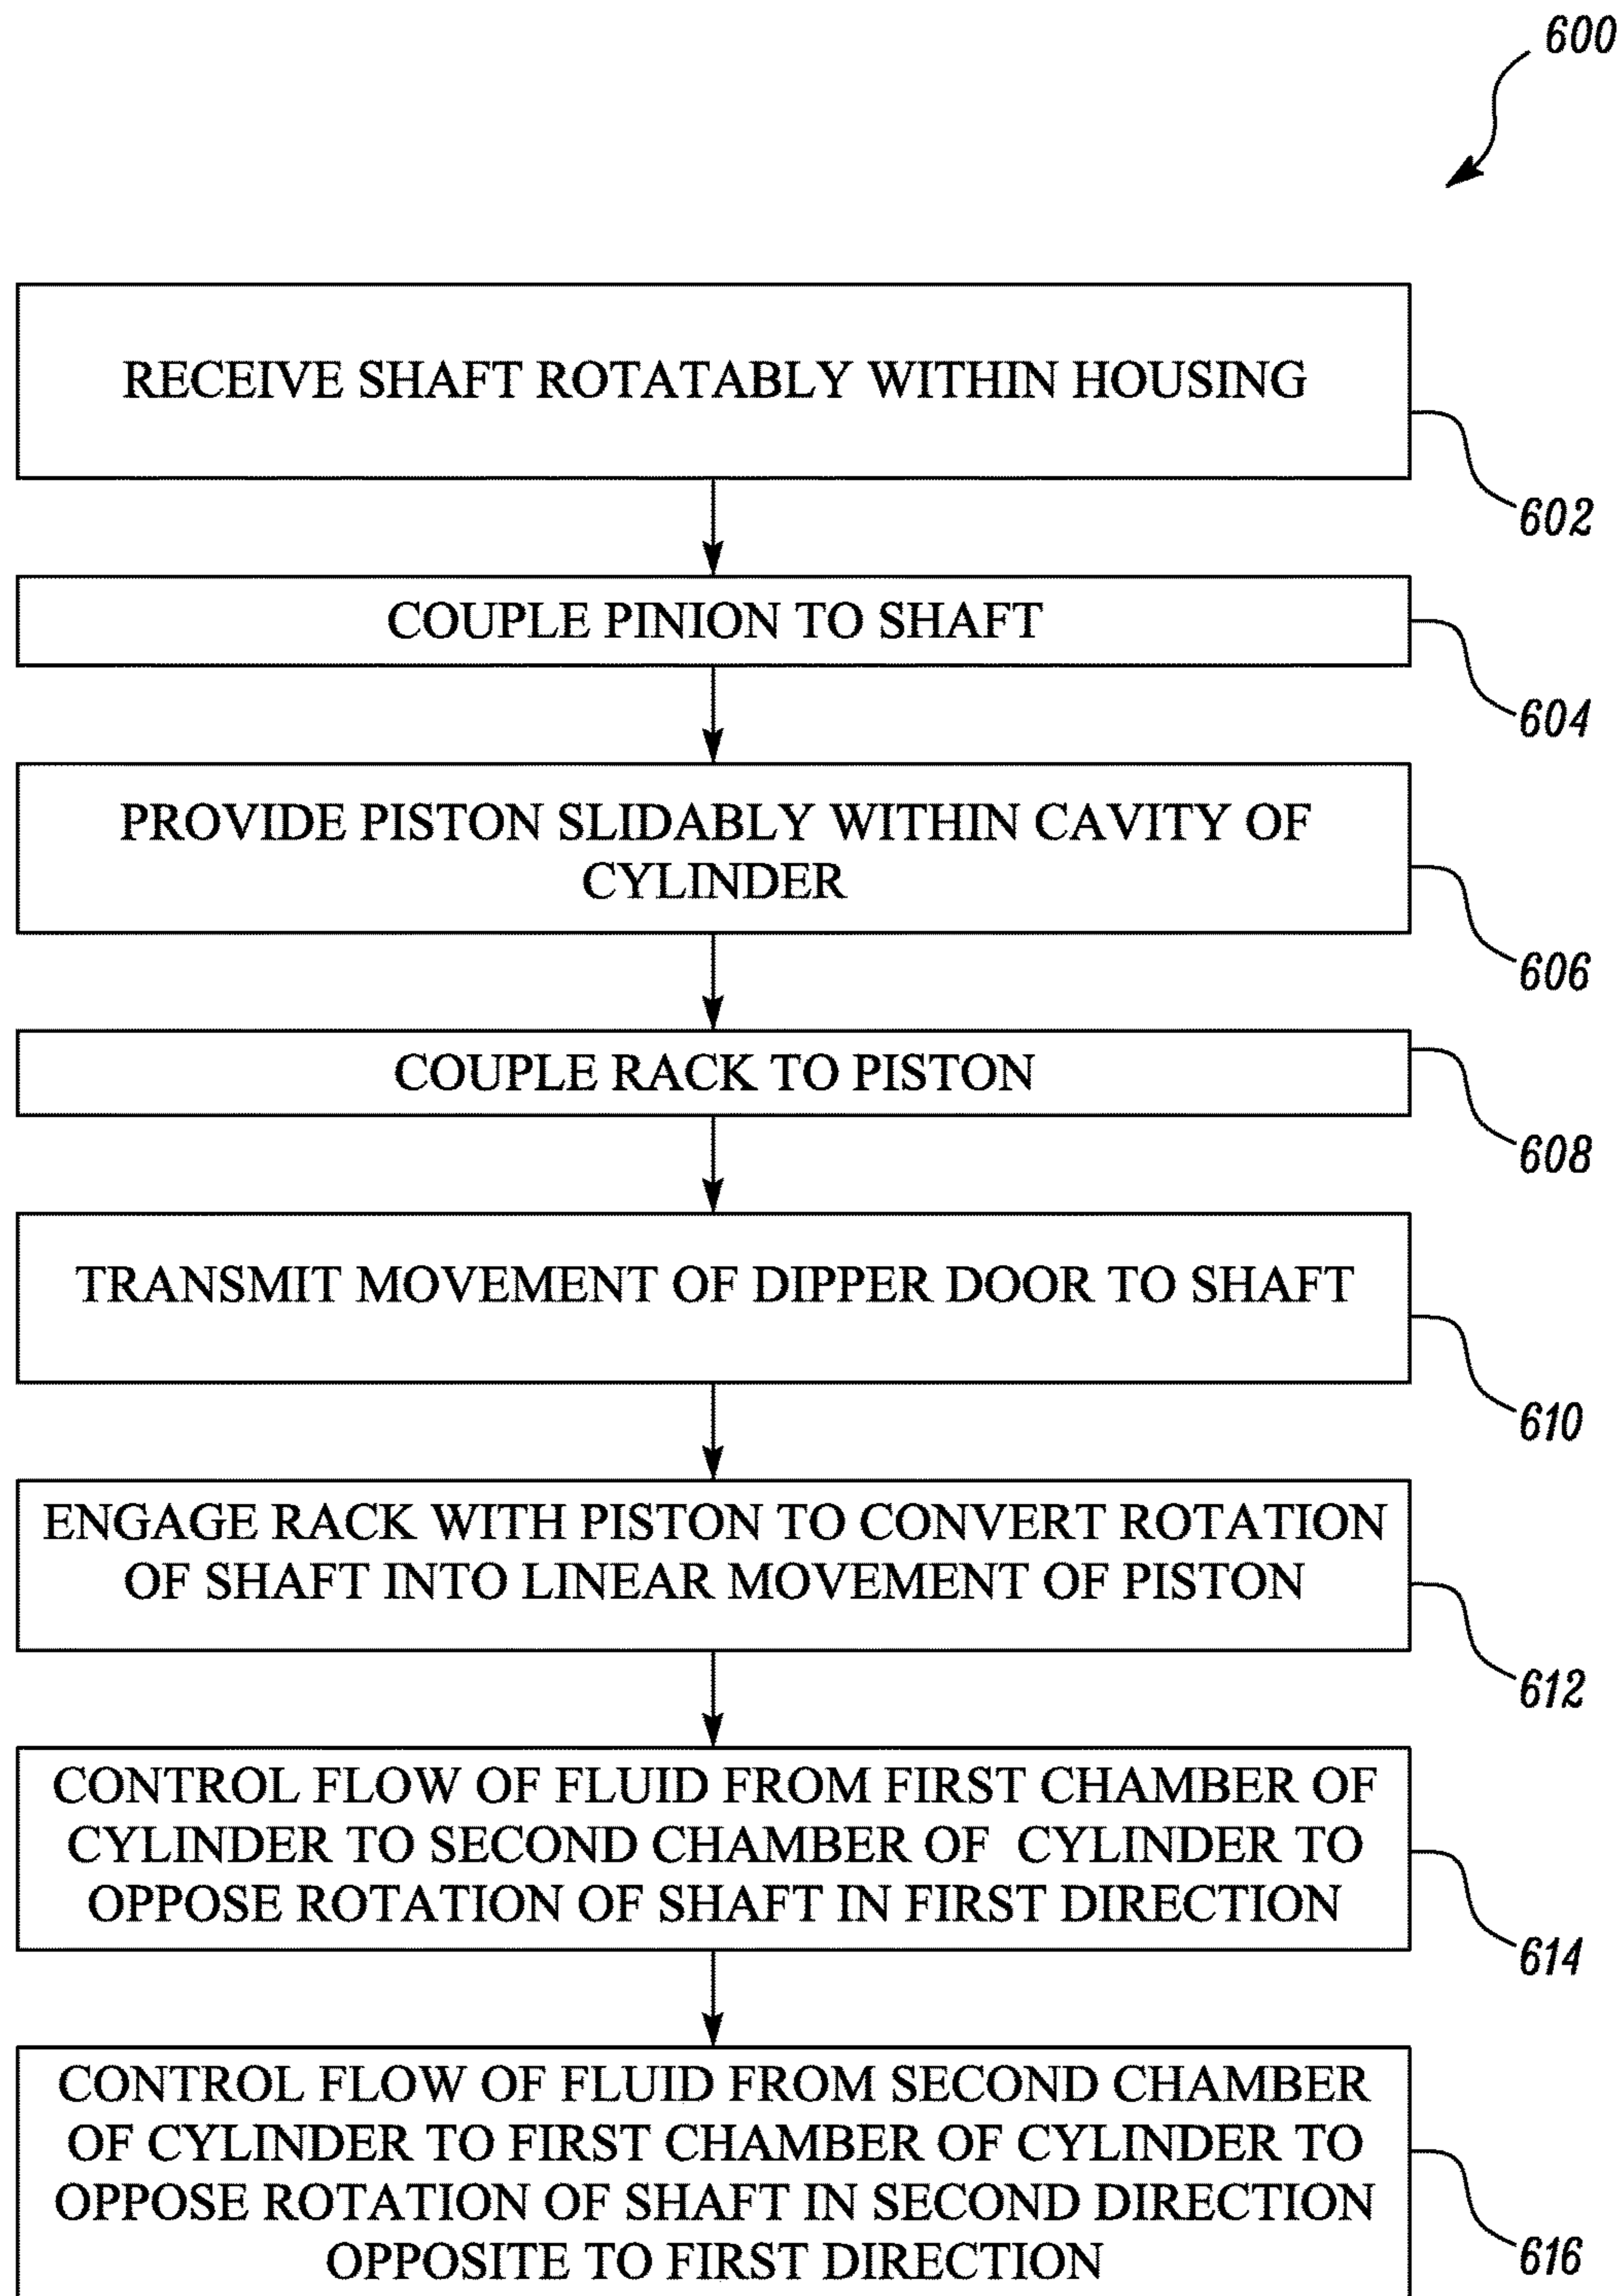 600
RECEIVE SHAFT ROTATABLY WITHIN HOUSING
602
COUPLE PINION TO SHAFT
604
PROVIDE PISTON SLIDABLY WITHIN CAVITY OF
CYLINDER
606
COUPLE RACK TO PISTON
608
TRANSMIT MOVEMENT OF DIPPER DOOR TO SHAFT
610
ENGAGE RACK WITH PISTON TO CONVERT ROTATION
OF SHAFT INTO LINEAR MOVEMENT OF PISTON
612
CONTROL FLOW OF FLUID FROM FIRST CHAMBER OF
CYLINDER TO SECOND CHAMBER OF CYLINDER TO
OPPOSE ROTATION OF SHAFT IN FIRST DIRECTION
614
CONTROL FLOW OF FLUID FROM SECOND CHAMBER
OF CYLINDER TO FIRST CHAMBER OF CYLINDER TO
OPPOSE ROTATION OF SHAFT IN SECOND DIRECTION
OPPOSITE TO FIRST DIRECTION
616